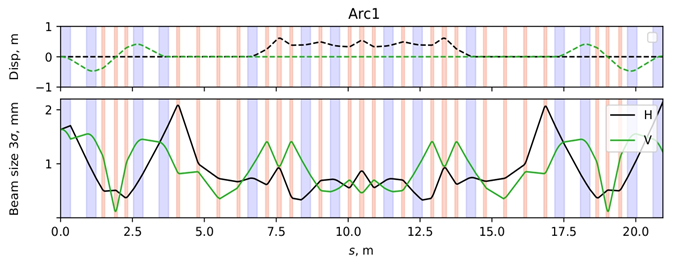 Arc1
Disp, m
1
0
−1
Beam size 3σ, mm
2
1
H
V
0.0 2.5 5.0 7.5 10.0 12.5 15.0 17.5 20.0
s, m